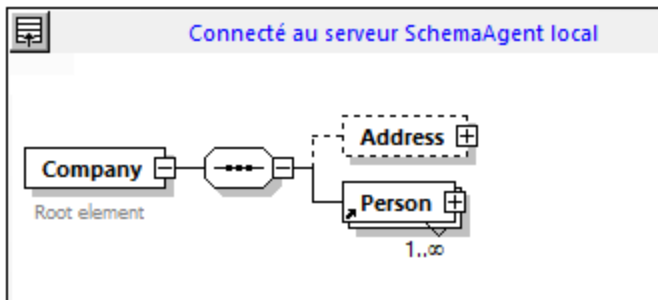 Connecté au serveur SchemaAgent local
Address
Company
Root element
Person
1..∞